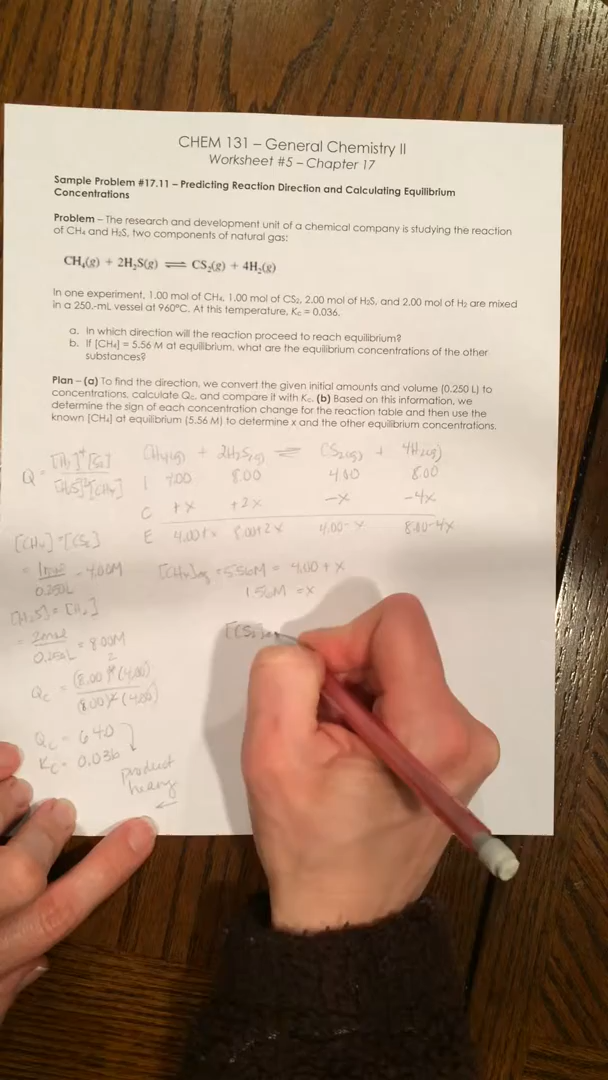 CHEM 131 – General Chemistry II
Worksheet #5 – Chapter 17
Sample Problem #17.11 – Predicting Reaction Direction and Calculating Equilibrium
Concentrations
Problem – The research and development unit of a chemical company is studying the reaction
of CH₄ and H₂S, two components of natural gas:
CH₄(g) + 2H₂S(g) ⇌ CS₂(g) + 4H₂(g)
In one experiment, 1.00 mol of CH₄, 1.00 mol of CS₂, 2.00 mol of H₂S, and 2.00 mol of H₂ are mixed
in a 250.-mL vessel at 960°C. At this temperature, Kc = 0.036.
a. In which direction will the reaction proceed to reach equilibrium?
b. If [CH₄] = 5.56 M at equilibrium, what are the equilibrium concentrations of the other
substances?
Plan – (a) To find the direction, we convert the given initial amounts and volume (0.250 L) to
concentrations, calculate Qc, and compare it with Kc. (b) Based on this information, we
determine the sign of each concentration change for the reaction table and then use the
known [CH₄] at equilibrium (5.56 M) to determine x and the other equilibrium concentrations.
Q = [H₂]⁴[CS₂]
[H₂S]²[CH₄]
CH₄(g) + 2H₂S(g) ⇌ CS₂(g) + 4H₂(g)
I 4.00 8.00 4.00 8.00
C +x +2x -x -4x
E 4.00+x 8.00+2x 4.00-x 8.00-4x
[CH₄] = [CS₂]
= 1mol = 4.00M
0.250L
[CH₄]eq = 5.56M = 4.00 + x
1.56M = x
[H₂S] = [H₂]
= 2mol = 8.00M
0.250L
[CS₂]
Qc = (8.00)⁴(4.00)
(8.00)²(4.00)
Qc = 64.0
Kc = 0.036
product
heavy
←